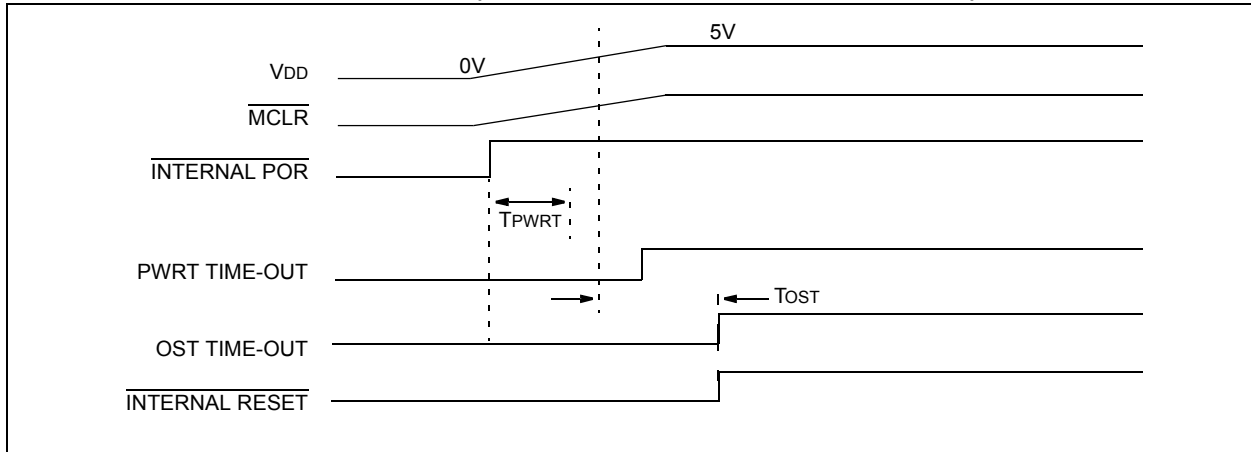 5V
VDD 0V
MCLR
INTERNAL POR
TPWRT
PWRT TIME-OUT
TOST
OST TIME-OUT
INTERNAL RESET